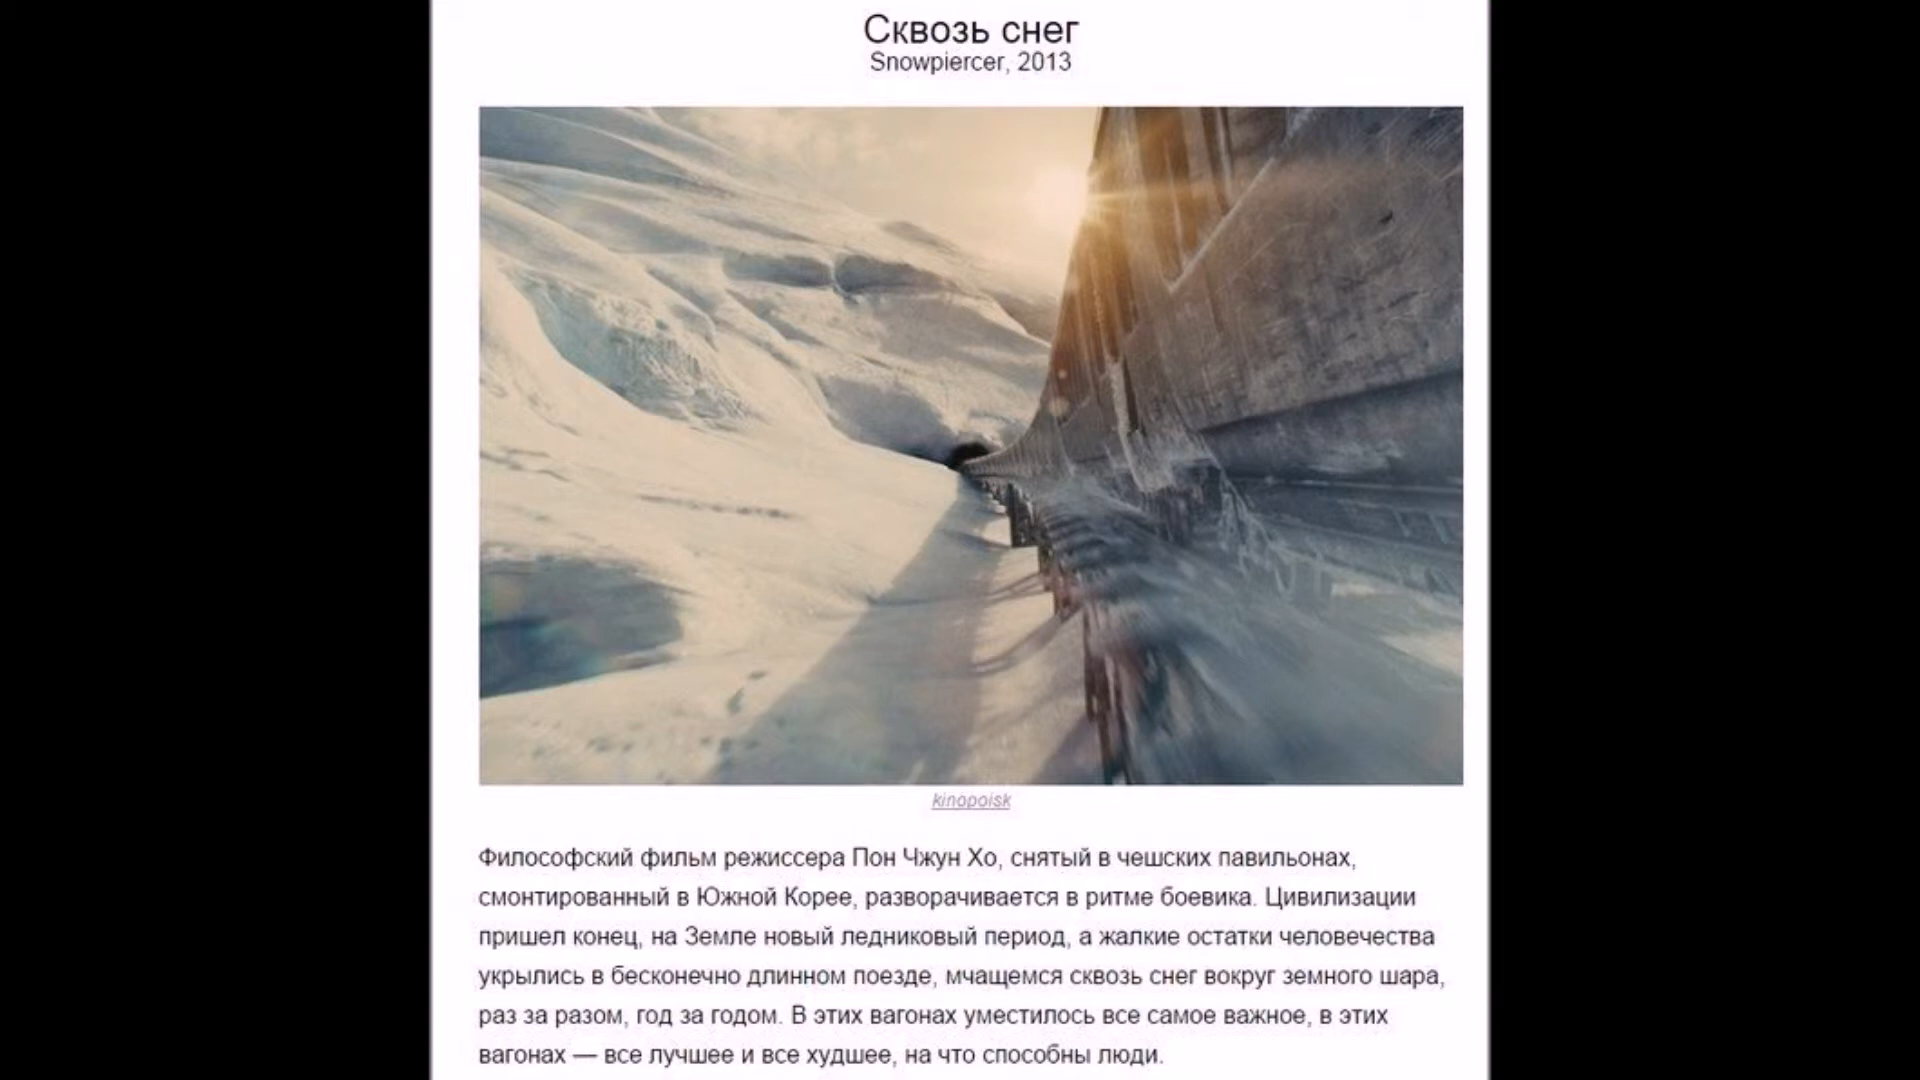 Сквозь снег
Snowpiercer, 2013
kinopoisk
Философский фильм режиссера Пон Чжун Хо, снятый в чешских павильонах,
смонтированный в Южной Корее, разворачивается в ритме боевика. Цивилизации
пришел конец, на Земле новый ледниковый период, а жалкие остатки человечества
укрылись в бесконечно длинном поезде, мчащемся сквозь снег вокруг земного шара,
раз за разом, год за годом. В этих вагонах уместилось все самое важное, в этих
вагонах — все лучшее и все худшее, на что способны люди.